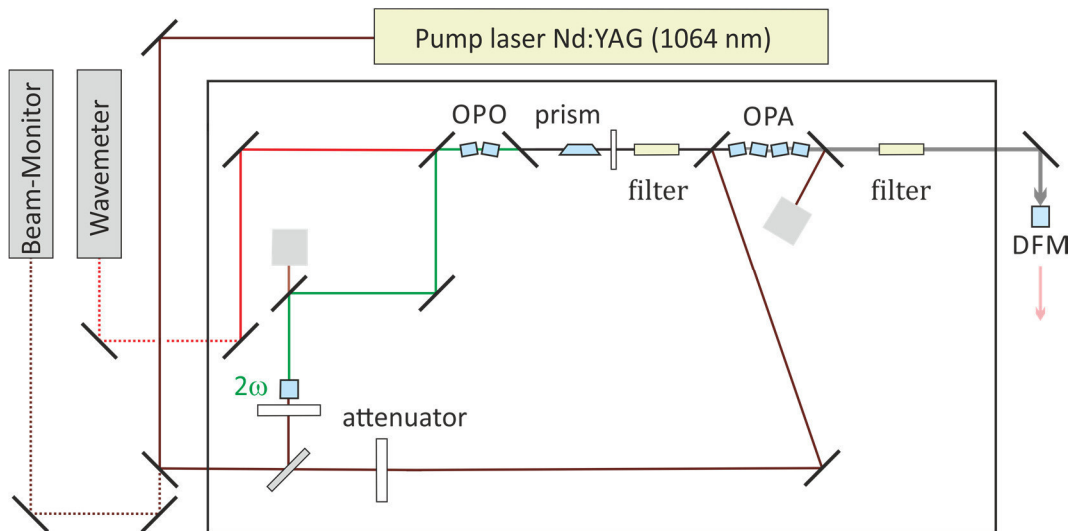 Pump laser Nd:YAG (1064 nm)
Beam-Monitor
Wavemeter
OPO
prism
OPA
filter
filter
DFM
2ω
attenuator